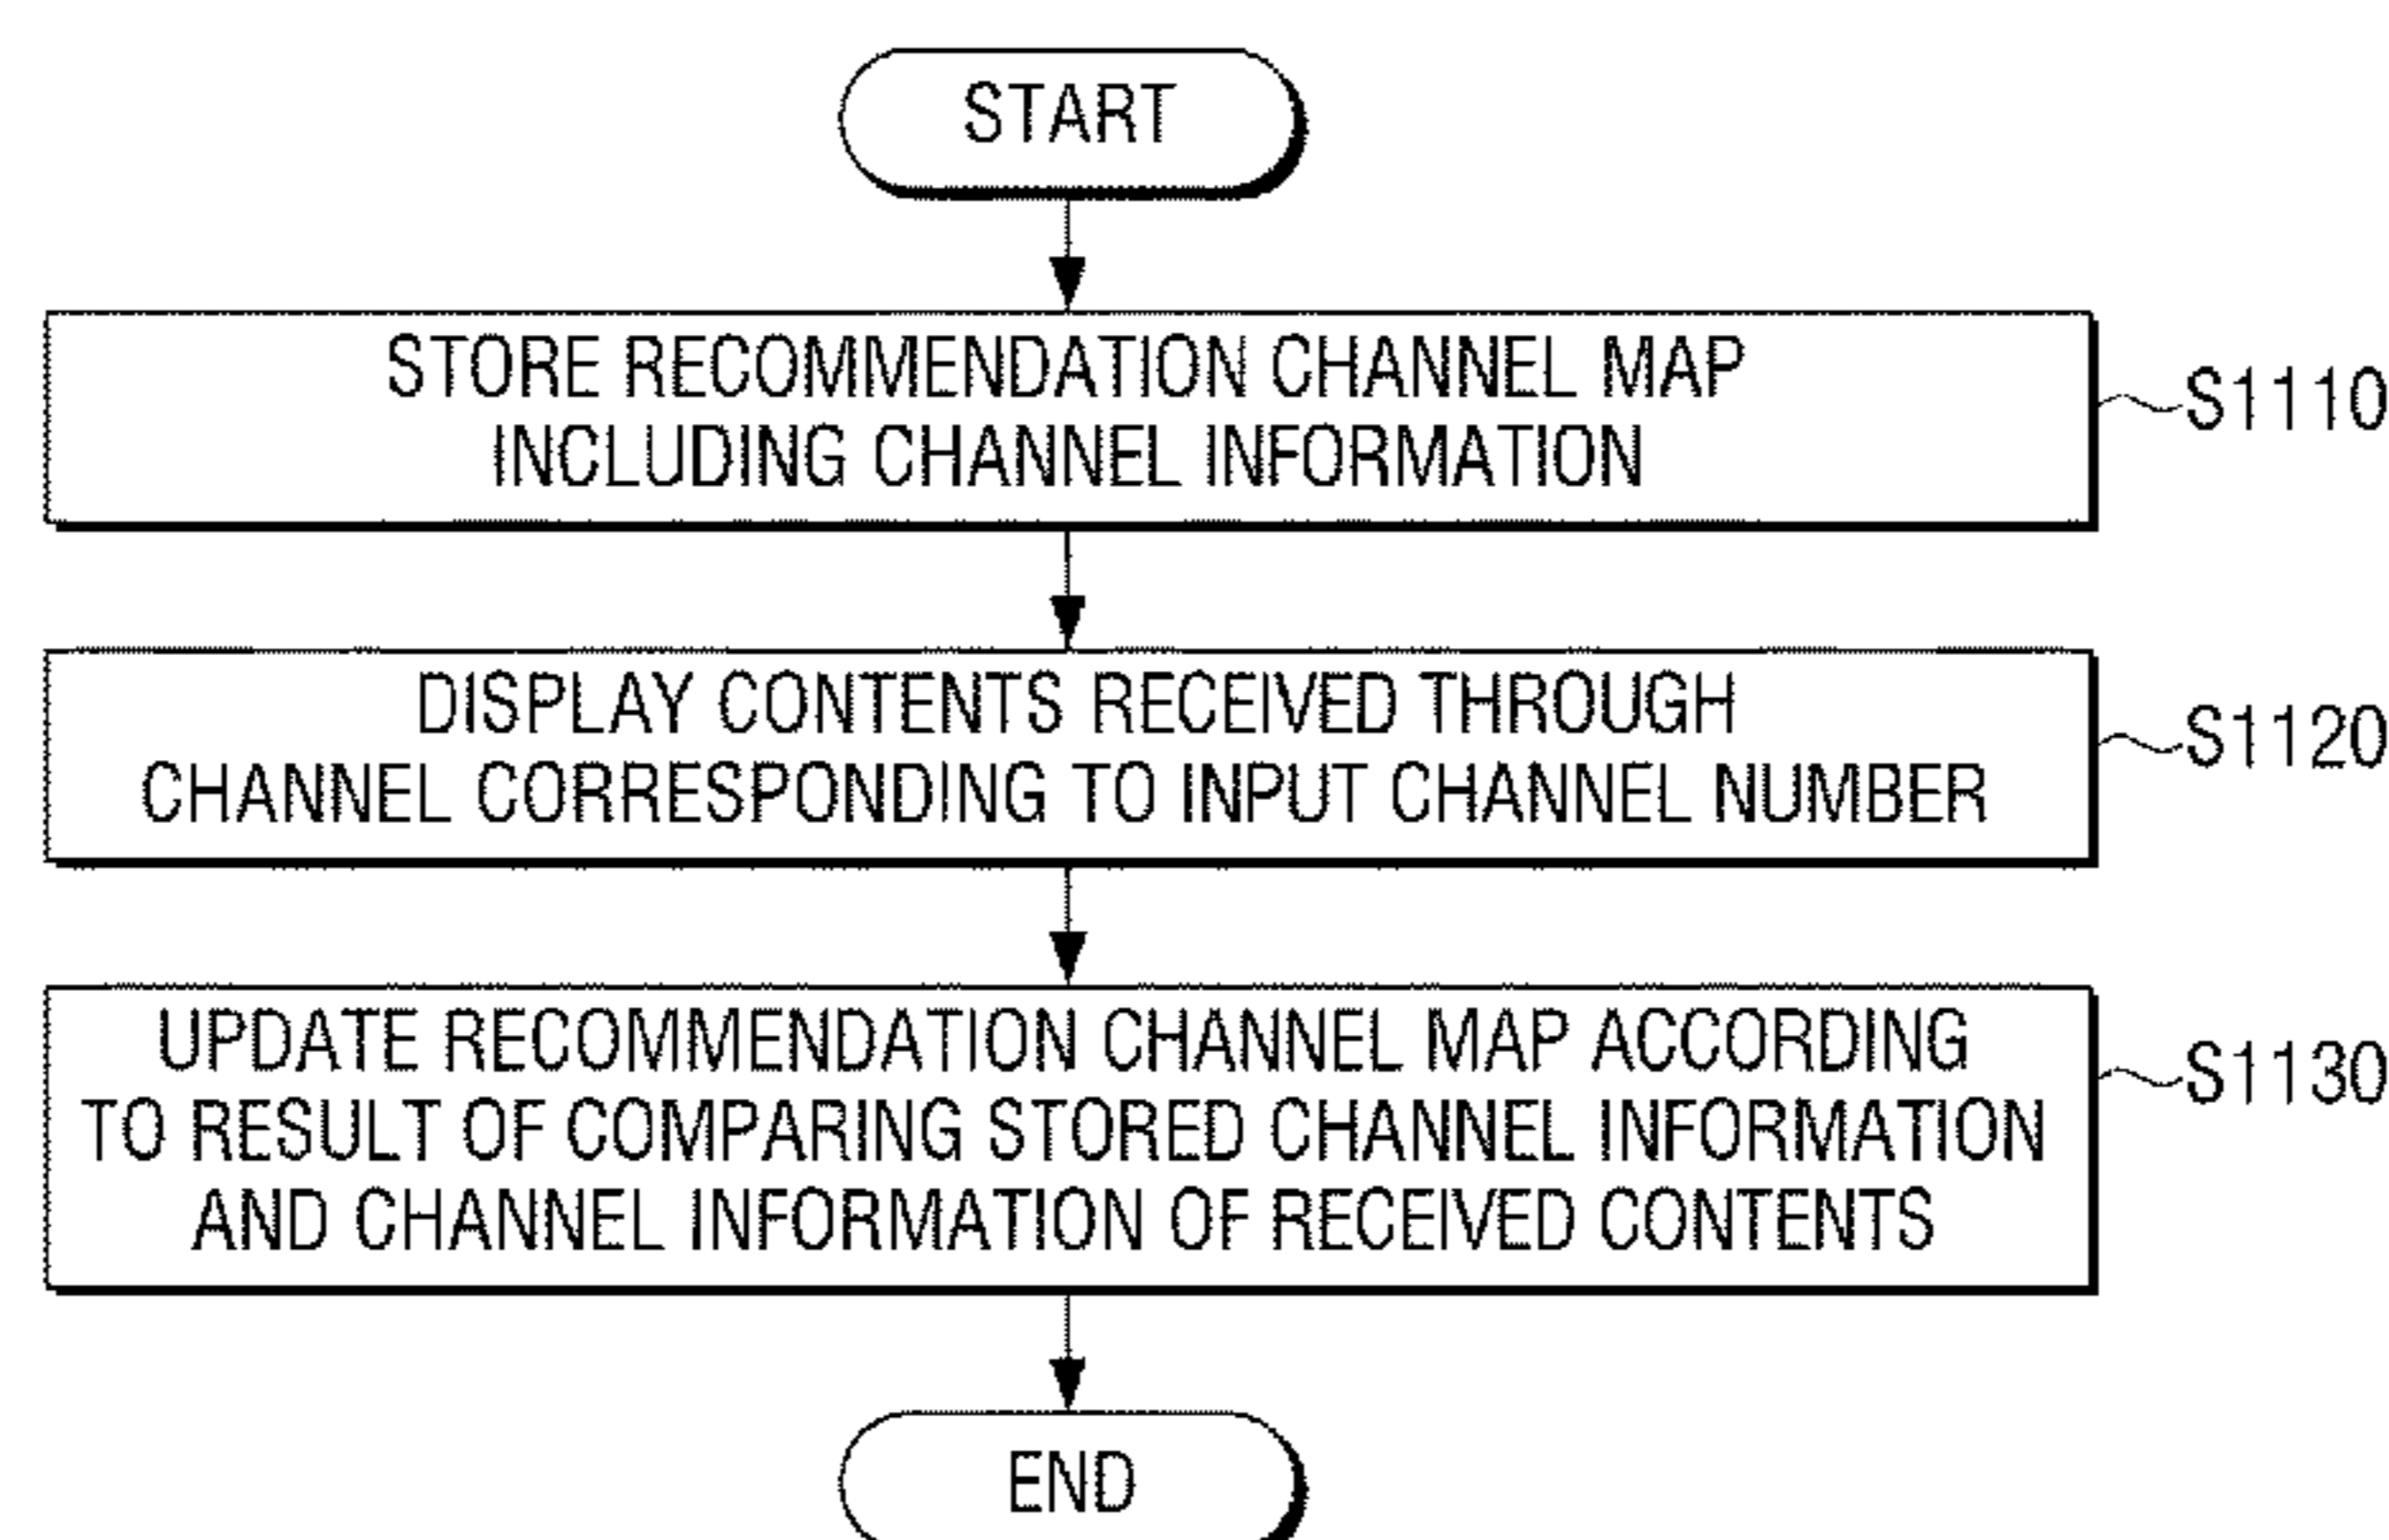 START
STORE RECOMMENDATION CHANNEL MAP
INCLUDING CHANNEL INFORMATION
S1110
DISPLAY CONTENTS RECEIVED THROUGH
CHANNEL CORRESPONDING TO INPUT CHANNEL NUMBER
S1120
UPDATE RECOMMENDATION CHANNEL MAP ACCORDING
TO RESULT OF COMPARING STORED CHANNEL INFORMATION
AND CHANNEL INFORMATION OF RECEIVED CONTENTS
S1130
END